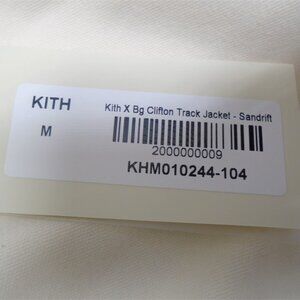 KITH
Kith X Bg Clifton Track Jacket - Sandrift
M
2000000009
KHM010244-104